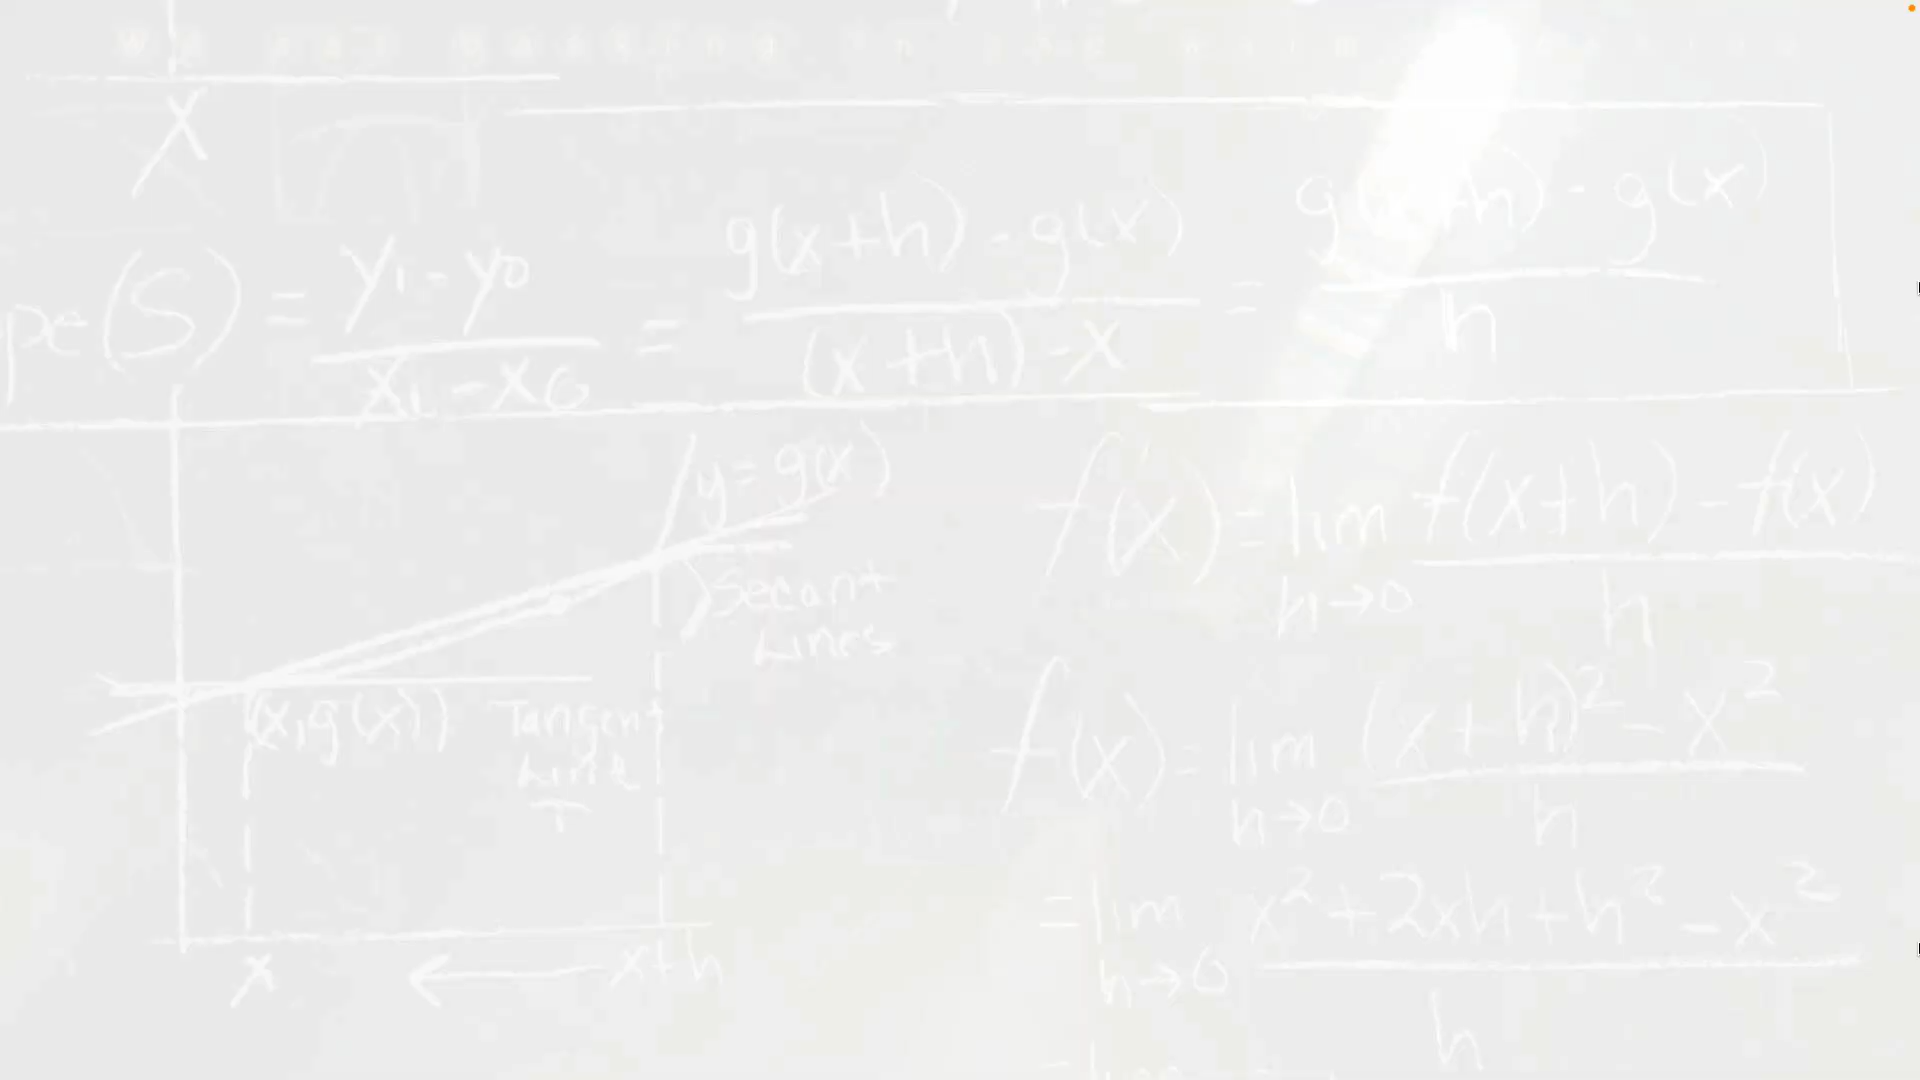 x
pe(S) = y1 - y0 / x1 - x0 = g(x+h) - g(x) / (x+h) - x = g(x+h) - g(x) / h
y = g(x)
Secant
Lines
(x, g(x))
Tangent
Line
T
x ← x+h
f(x) = lim h→0 f(x+h) - f(x) / h
f(x) = lim h→0 (x+h)² - x² / h
= lim h→0 x² + 2xh + h² - x² / h